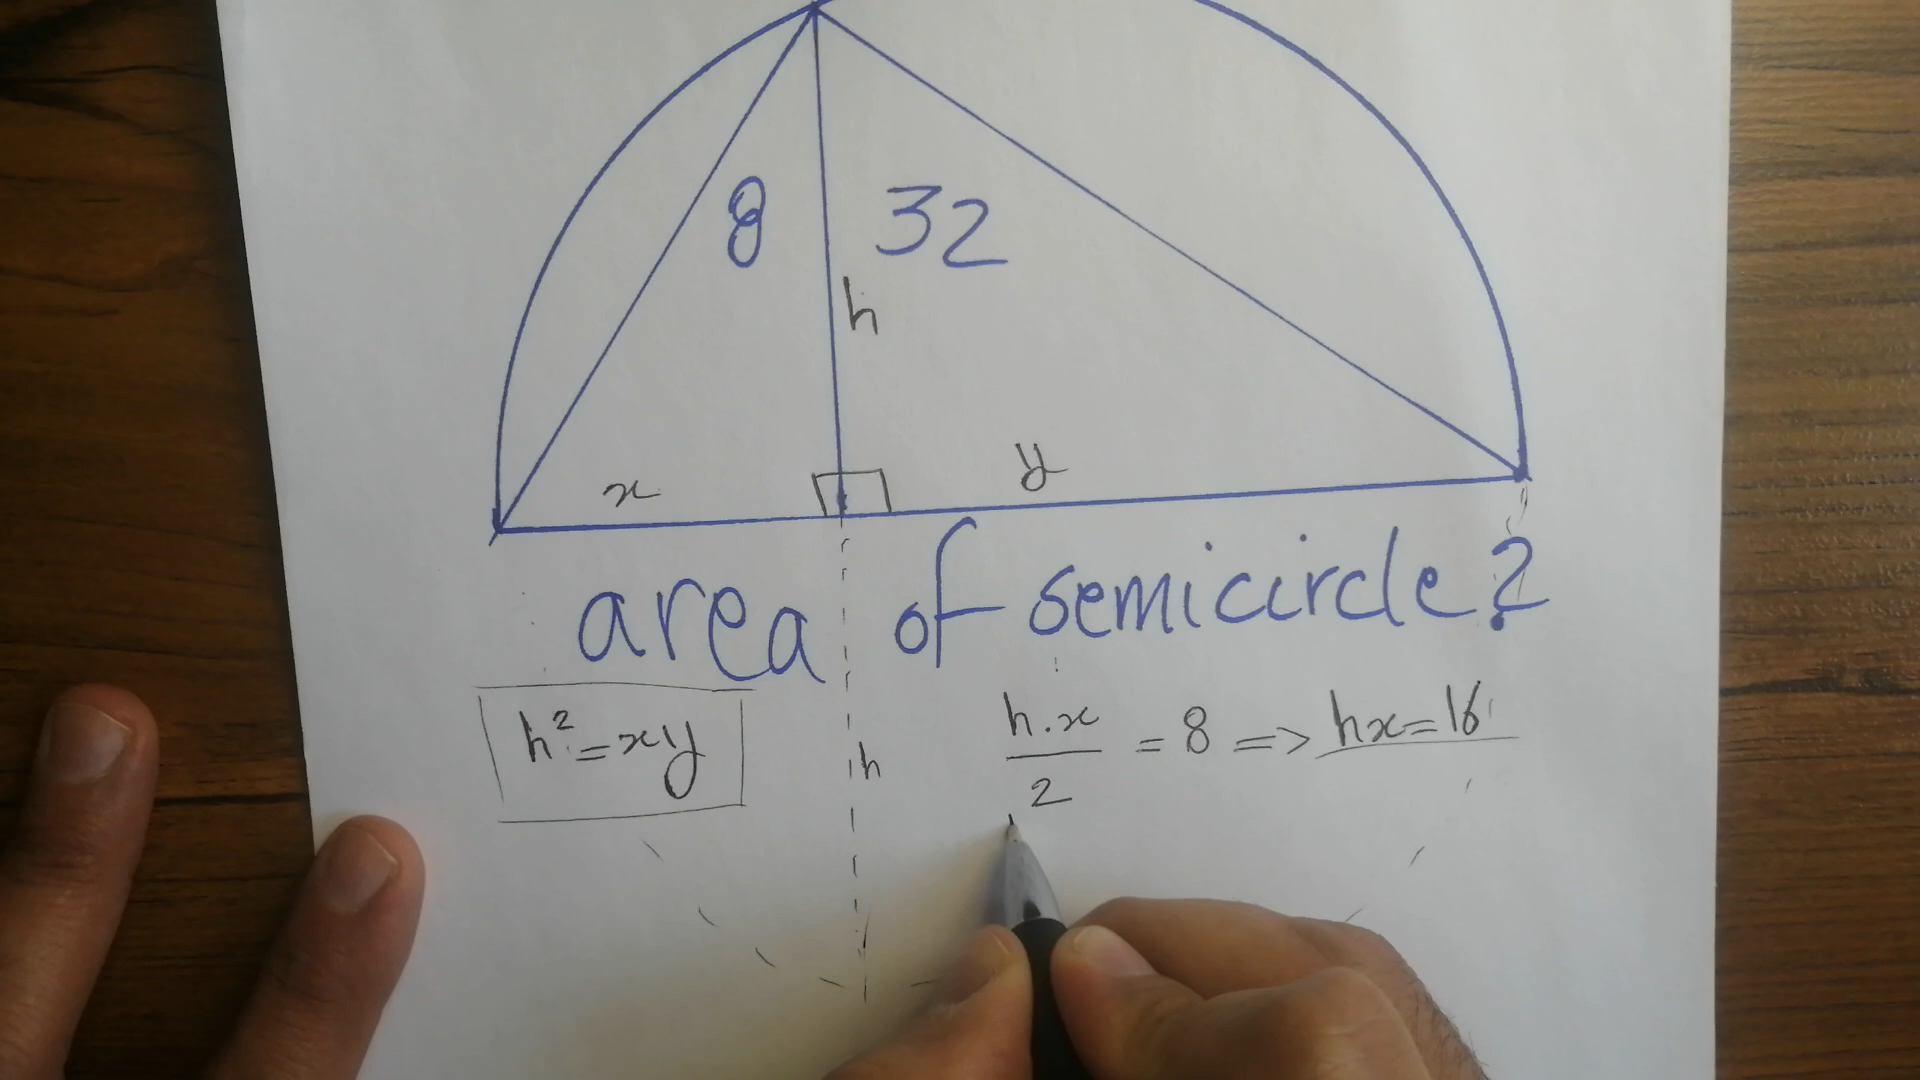 8 32
h
x y
area of semicircle?
h² = xy
h.x/2 = 8 => hx = 16
h